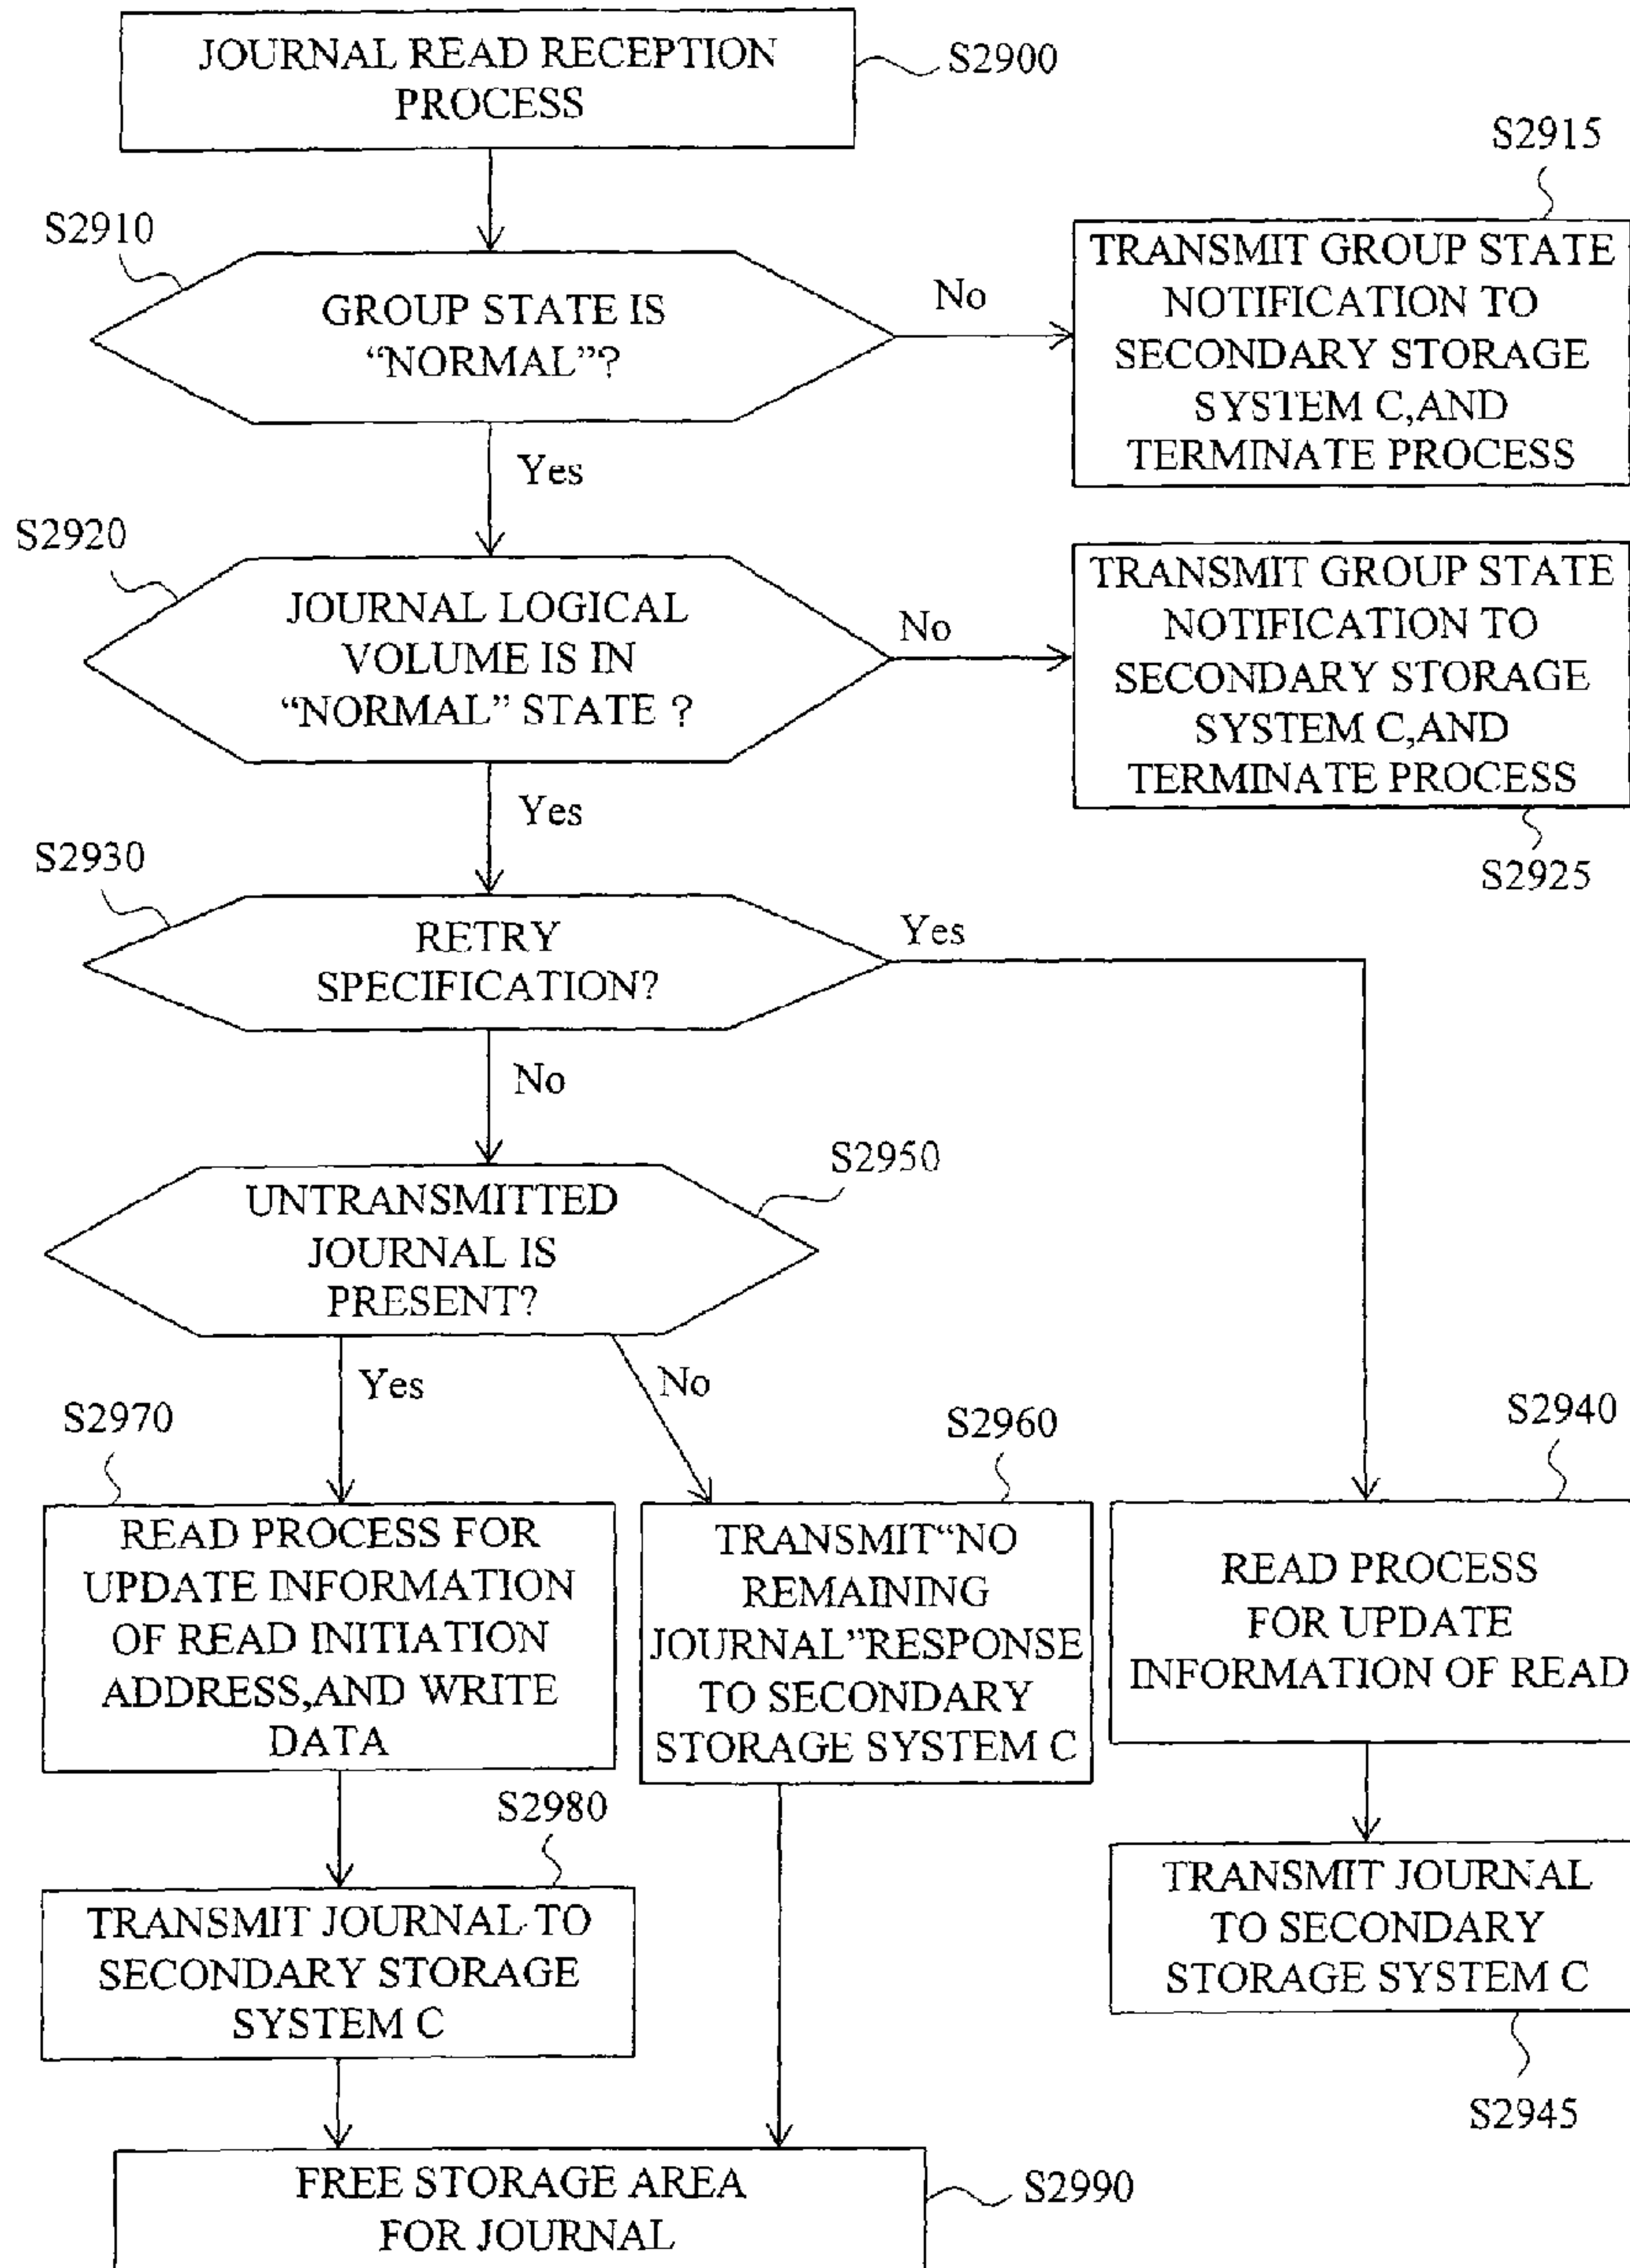 JOURNAL READ RECEPTION
PROCESS
S2900
S2910
GROUP STATE IS
“NORMAL”?
No
Yes
S2915
TRANSMIT GROUP STATE
NOTIFICATION TO
SECONDARY STORAGE
SYSTEM C,AND
TERMINATE PROCESS
S2920
JOURNAL LOGICAL
VOLUME IS IN
“NORMAL” STATE ?
No
Yes
TRANSMIT GROUP STATE
NOTIFICATION TO
SECONDARY STORAGE
SYSTEM C,AND
TERMINATE PROCESS
S2925
S2930
RETRY
SPECIFICATION?
Yes
No
S2950
UNTRANSMITTED
JOURNAL IS
PRESENT?
Yes
No
S2970
READ PROCESS FOR
UPDATE INFORMATION
OF READ INITIATION
ADDRESS,AND WRITE
DATA
S2960
TRANSMIT“NO
REMAINING
JOURNAL”RESPONSE
TO SECONDARY
STORAGE SYSTEM C
S2940
READ PROCESS
FOR UPDATE
INFORMATION OF READ
S2980
TRANSMIT JOURNAL TO
SECONDARY STORAGE
SYSTEM C
TRANSMIT JOURNAL
TO SECONDARY
STORAGE SYSTEM C
S2945
FREE STORAGE AREA
FOR JOURNAL
S2990